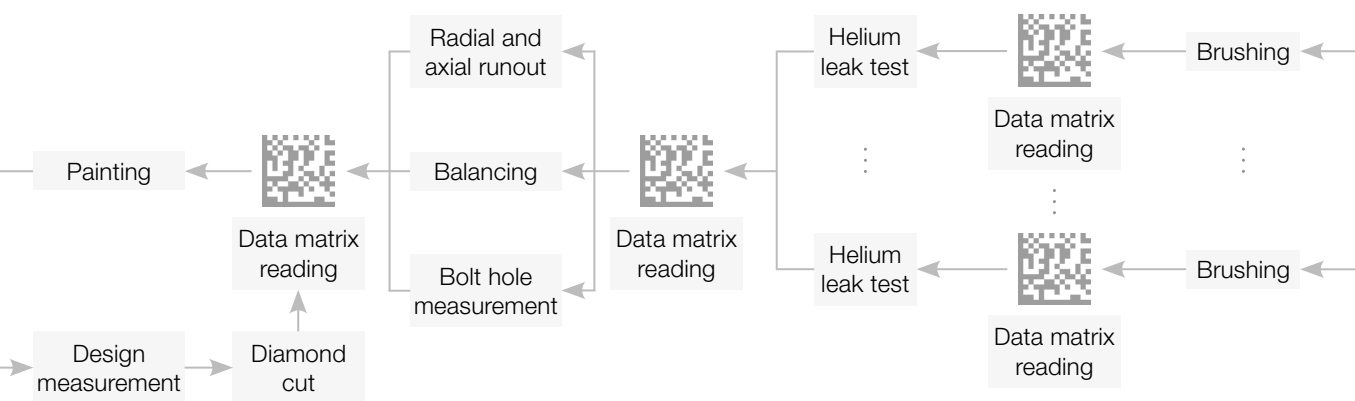 Radial and
axial runout
Helium
leak test
Brushing
Data matrix
reading
Painting
Balancing
Data matrix
reading
Data matrix
reading
Bolt hole
measurement
Helium
leak test
Brushing
Data matrix
reading
Design
measurement
Diamond
cut